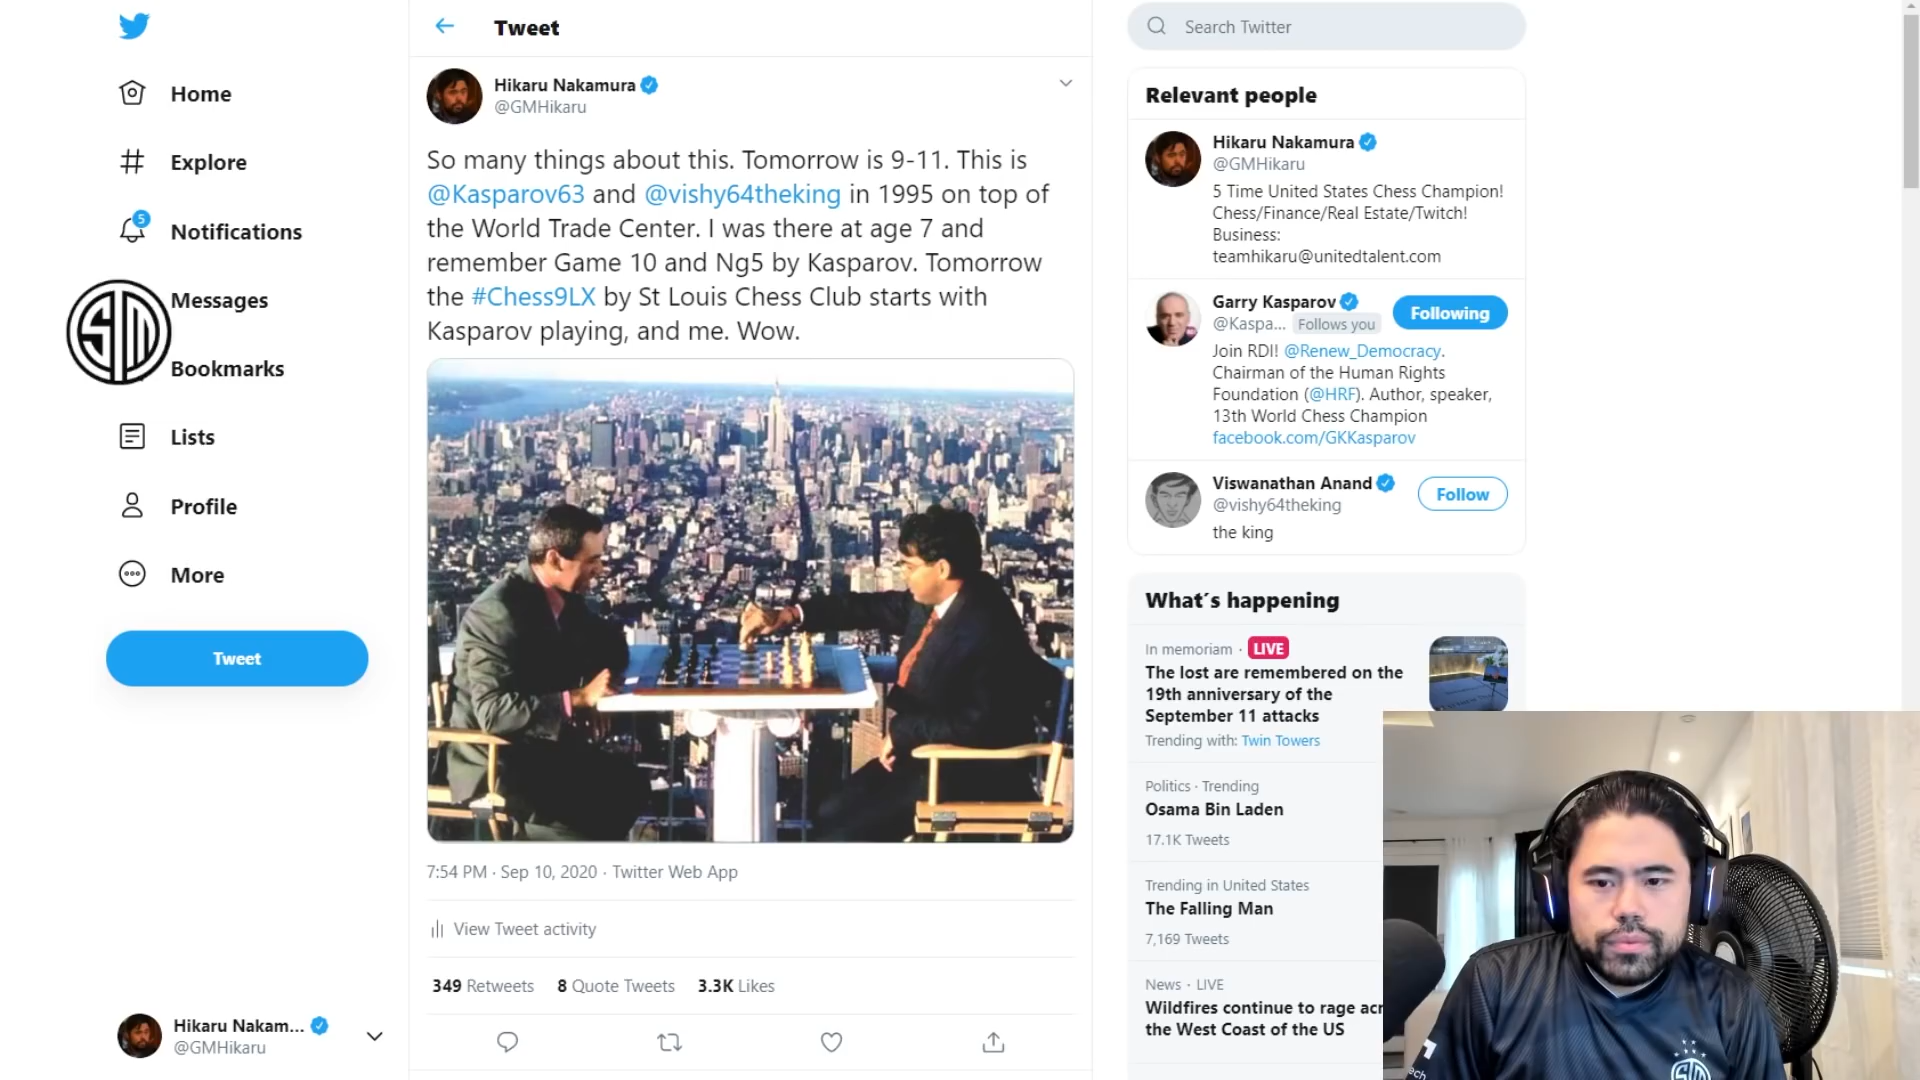 Home
Explore
5
Notifications
Messages
Bookmarks
Lists
Profile
More
Tweet
Hikaru Nakam...
@GMHikaru
Tweet
Hikaru Nakamura
@GMHikaru
So many things about this. Tomorrow is 9-11. This is
@Kasparov63 and @vishy64theking in 1995 on top of
the World Trade Center. I was there at age 7 and
remember Game 10 and Ng5 by Kasparov. Tomorrow
the #Chess9LX by St Louis Chess Club starts with
Kasparov playing, and me. Wow.
7:54 PM · Sep 10, 2020 · Twitter Web App
View Tweet activity
349 Retweets 8 Quote Tweets 3.3K Likes
Search Twitter
Relevant people
Hikaru Nakamura
@GMHikaru
5 Time United States Chess Champion!
Chess/Finance/Real Estate/Twitch!
Business:
teamhikaru@unitedtalent.com
Garry Kasparov
@Kaspa... Follows you
Following
Join RDI! @Renew_Democracy.
Chairman of the Human Rights
Foundation (@HRF). Author, speaker,
13th World Chess Champion
facebook.com/GKKasparov
Viswanathan Anand
@vishy64theking
Follow
the king
What's happening
In memoriam · LIVE
The lost are remembered on the
19th anniversary of the
September 11 attacks
Trending with: Twin Towers
Politics · Trending
Osama Bin Laden
17.1K Tweets
Trending in United States
The Falling Man
7,169 Tweets
News · LIVE
Wildfires continue to rage acr
the West Coast of the US